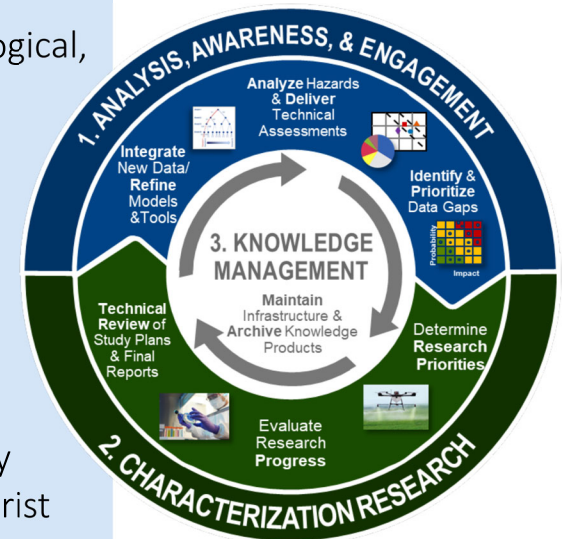 ogical,
y
rist
1. ANALYSIS, AWARENESS, & ENGAGEMENT
Analyze Hazards
& Deliver
Technical
Assessments
Integrate
New Data/
Refine
Models
&Tools
Identify &
Prioritize
Data Gaps
Probability
Impact
3. KNOWLEDGE
MANAGEMENT
Maintain
Infrastructure &
Archive Knowledge
Products
Technical
Review of
Study Plans
& Final
Reports
Determine
Research
Priorities
Evaluate
Research
Progress
2. CHARACTERIZATION RESEARCH